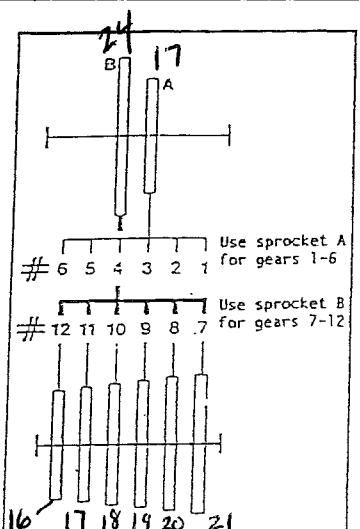 24 17
B A
Use sprocket A
# 6 5 4 3 2 1 for gears 1-6
Use sprocket B
# 12 11 10 9 8 7 for gears 7-12
16 17 18 19 20 21